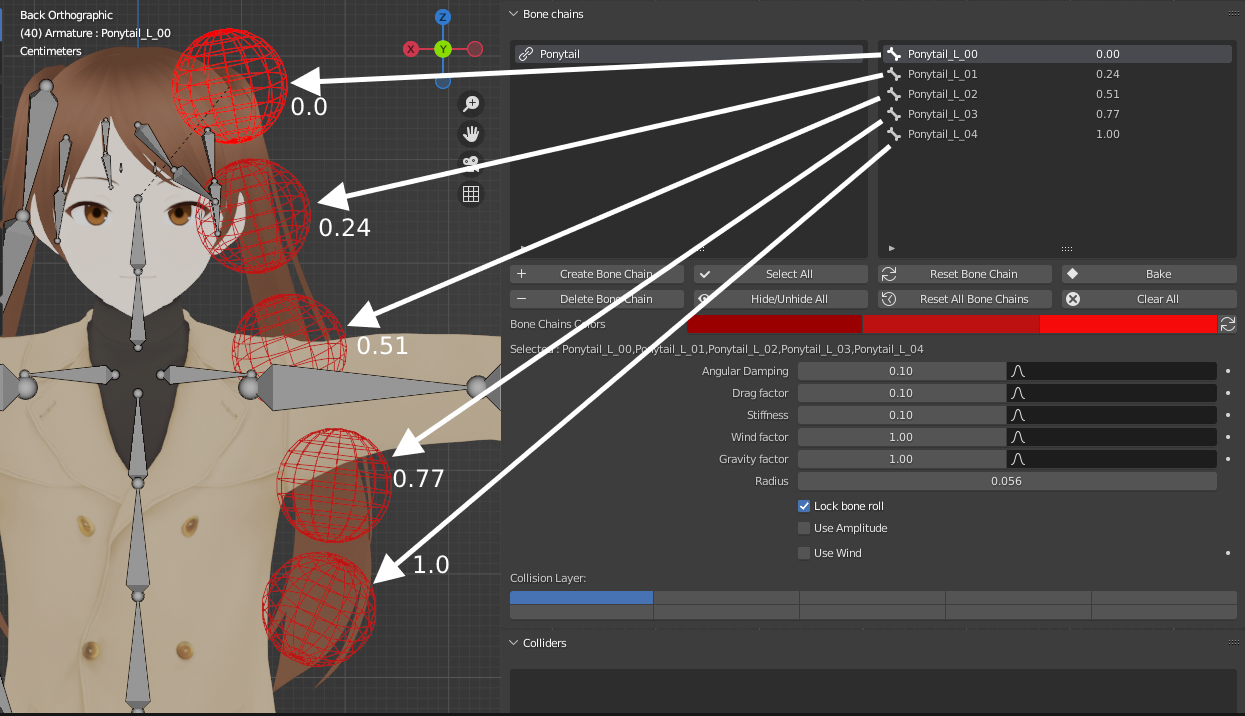 Back Orthographic
(40) Armature : Ponytail_L_00
Centimeters
Z
X
Y
0.0
0.24
0.51
0.77
1.0
Bone chains
Ponytail
Ponytail_L_00 0.00
Ponytail_L_01 0.24
Ponytail_L_02 0.51
Ponytail_L_03 0.77
Ponytail_L_04 1.00
Create Bone Chain
Select All
Reset Bone Chain
Bake
Delete Bone Chain
Hide/Unhide All
Reset All Bone Chains
Clear All
Bone Chains Colors
Selected : Ponytail_L_00,Ponytail_L_01,Ponytail_L_02,Ponytail_L_03,Ponytail_L_04
Angular Damping 0.10
Drag factor 0.10
Stiffness 0.10
Wind factor 1.00
Gravity factor 1.00
Radius 0.056
Lock bone roll
Use Amplitude
Use Wind
Collision Layer:
Colliders